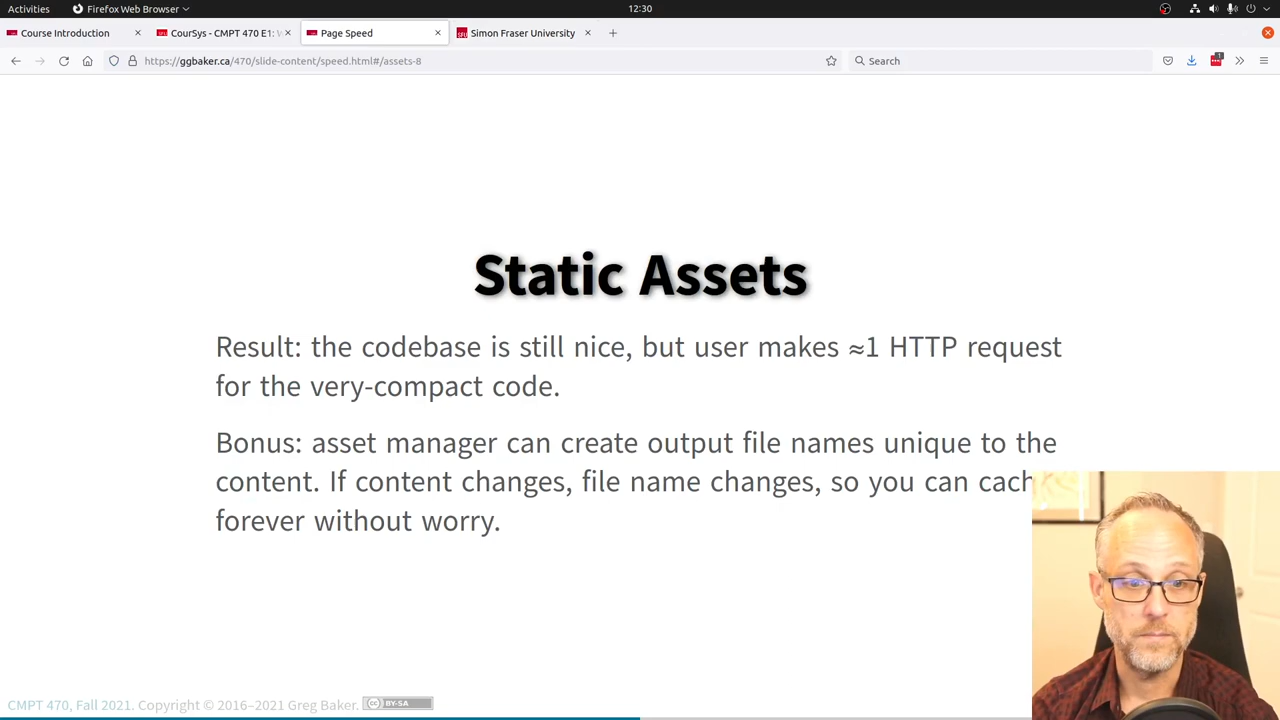 Activities Firefox Web Browser 12:30
Course Introduction × CourSys - CMPT 470 E1: × Page Speed × Simon Fraser University × +
https://ggbaker.ca/470/slide-content/speed.html#/assets-8 Search
Static Assets
Result: the codebase is still nice, but user makes ≈1 HTTP request
for the very-compact code.
Bonus: asset manager can create output file names unique to the
content. If content changes, file name changes, so you can cach
forever without worry.
CMPT 470, Fall 2021. Copyright © 2016–2021 Greg Baker. cc BY-SA